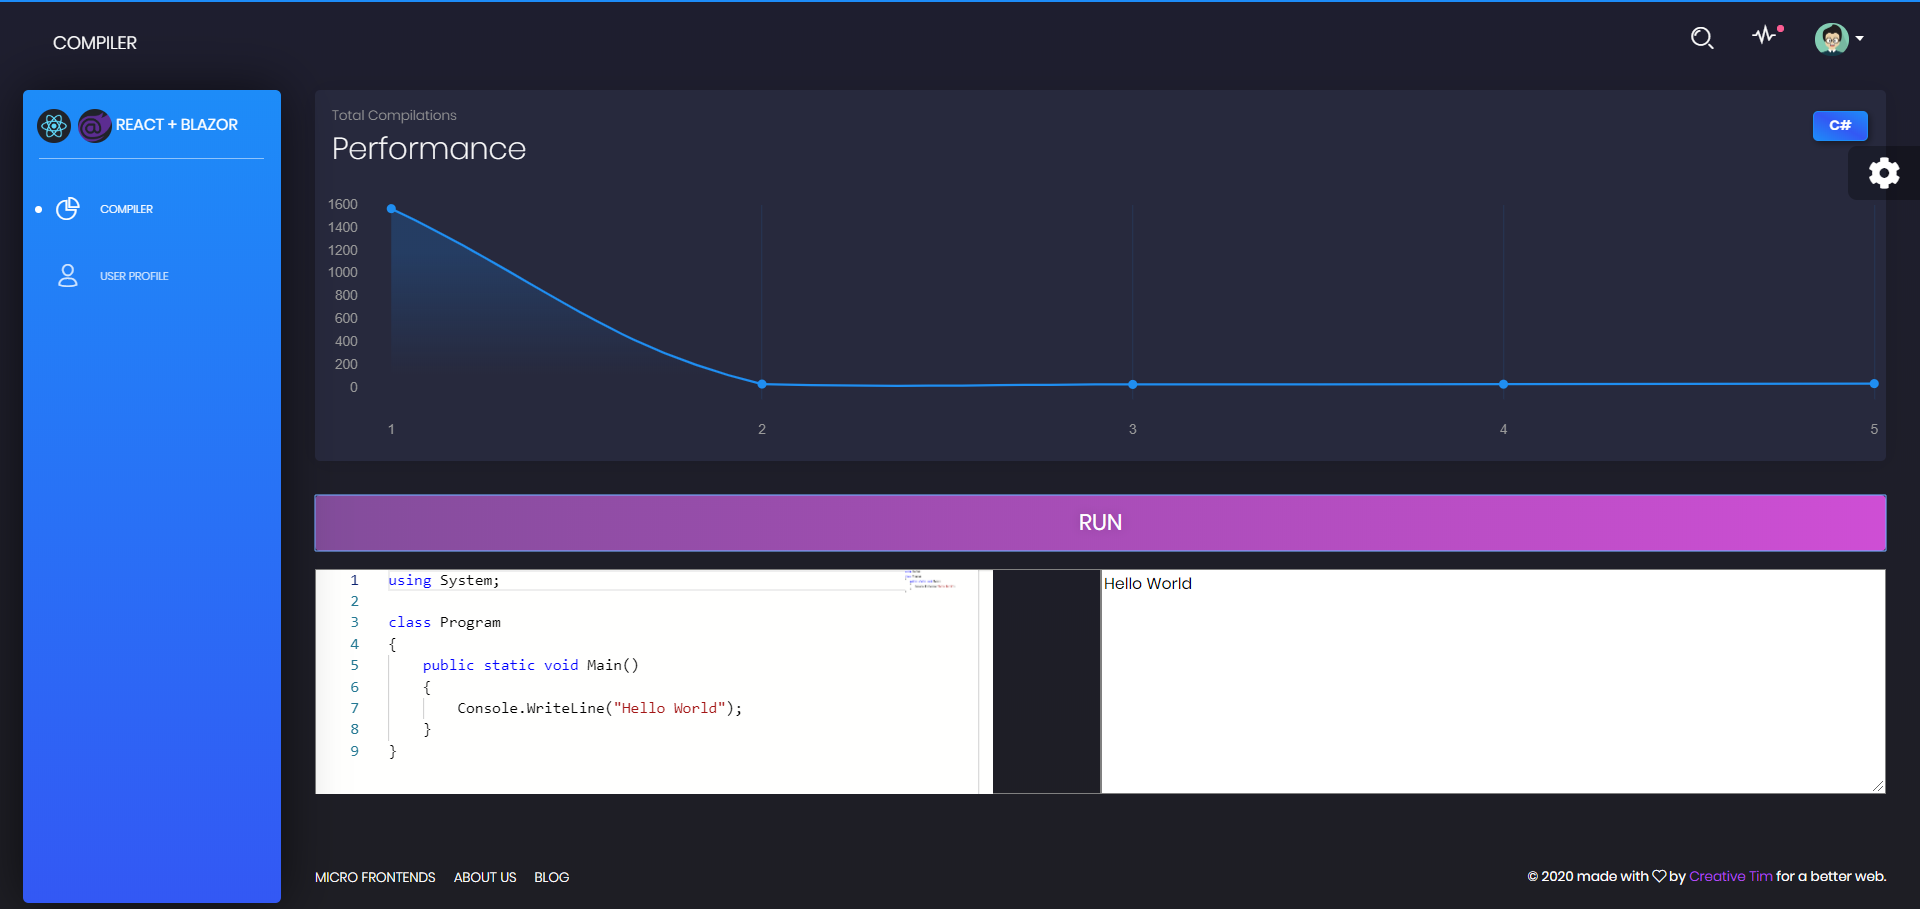 COMPILER
REACT + BLAZOR
COMPILER
USER PROFILE
Total Compilations
Performance
C#
1600
1400
1200
1000
800
600
400
200
0
1 2 3 4 5
RUN
1 using System;
2
3 class Program
4 {
5 public static void Main()
6 {
7 Console.WriteLine("Hello World");
8 }
9 }
Hello World
MICRO FRONTENDS ABOUT US BLOG
© 2020 made with ♡ by Creative Tim for a better web.